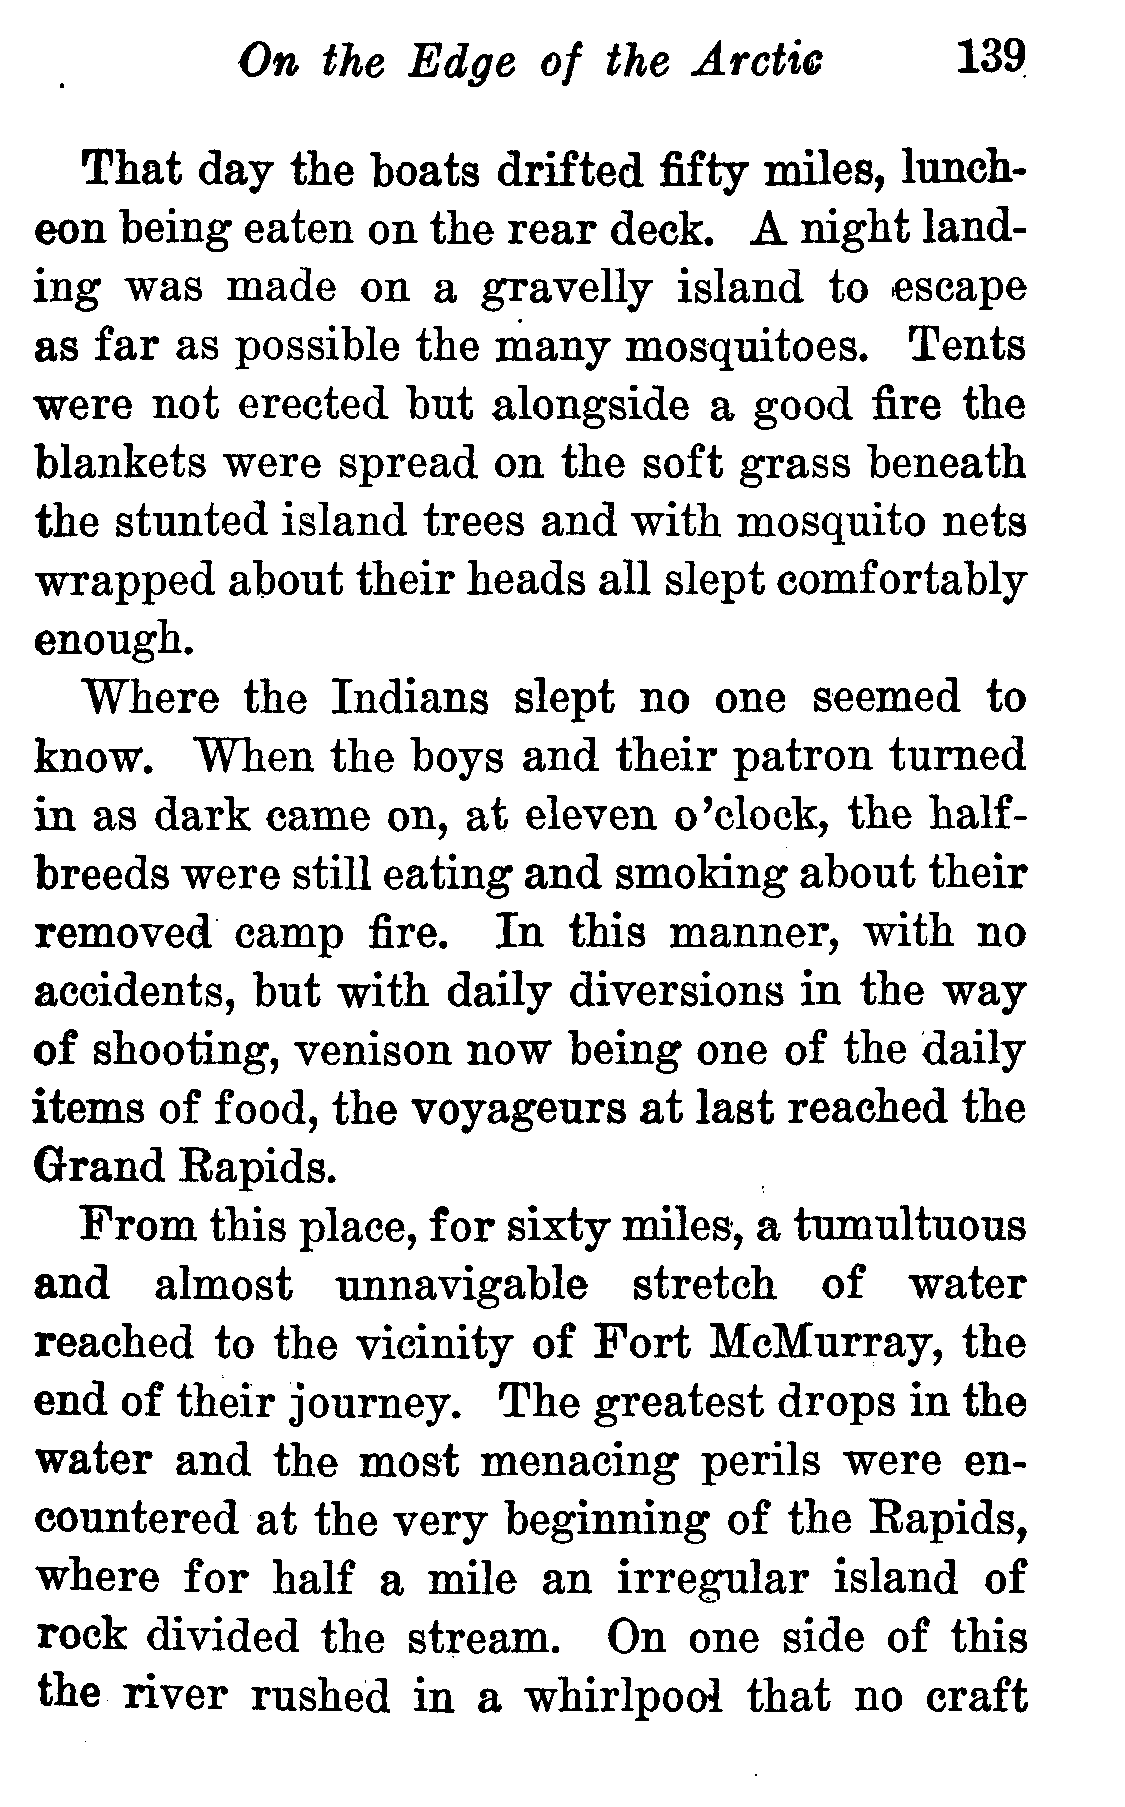 On the Edge of the Arctic 139
That day the boats drifted fifty miles, lunch-
eon being eaten on the rear deck. A night land-
ing was made on a gravelly island to escape
as far as possible the many mosquitoes. Tents
were not erected but alongside a good fire the
blankets were spread on the soft grass beneath
the stunted island trees and with mosquito nets
wrapped about their heads all slept comfortably
enough.
Where the Indians slept no one seemed to
know. When the boys and their patron turned
in as dark came on, at eleven o'clock, the half-
breeds were still eating and smoking about their
removed camp fire. In this manner, with no
accidents, but with daily diversions in the way
of shooting, venison now being one of the daily
items of food, the voyageurs at last reached the
Grand Rapids.
From this place, for sixty miles, a tumultuous
and almost unnavigable stretch of water
reached to the vicinity of Fort McMurray, the
end of their journey. The greatest drops in the
water and the most menacing perils were en-
countered at the very beginning of the Rapids,
where for half a mile an irregular island of
rock divided the stream. On one side of this
the river rushed in a whirlpool that no craft